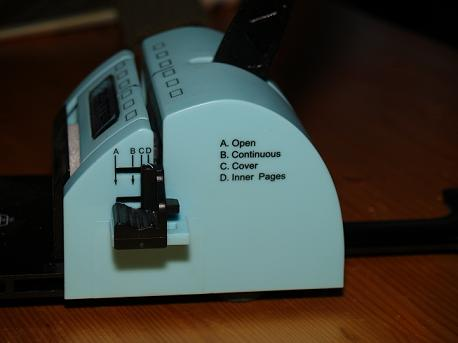 A B C D
A. Open
B. Continuous
C. Cover
D. Inner Pages